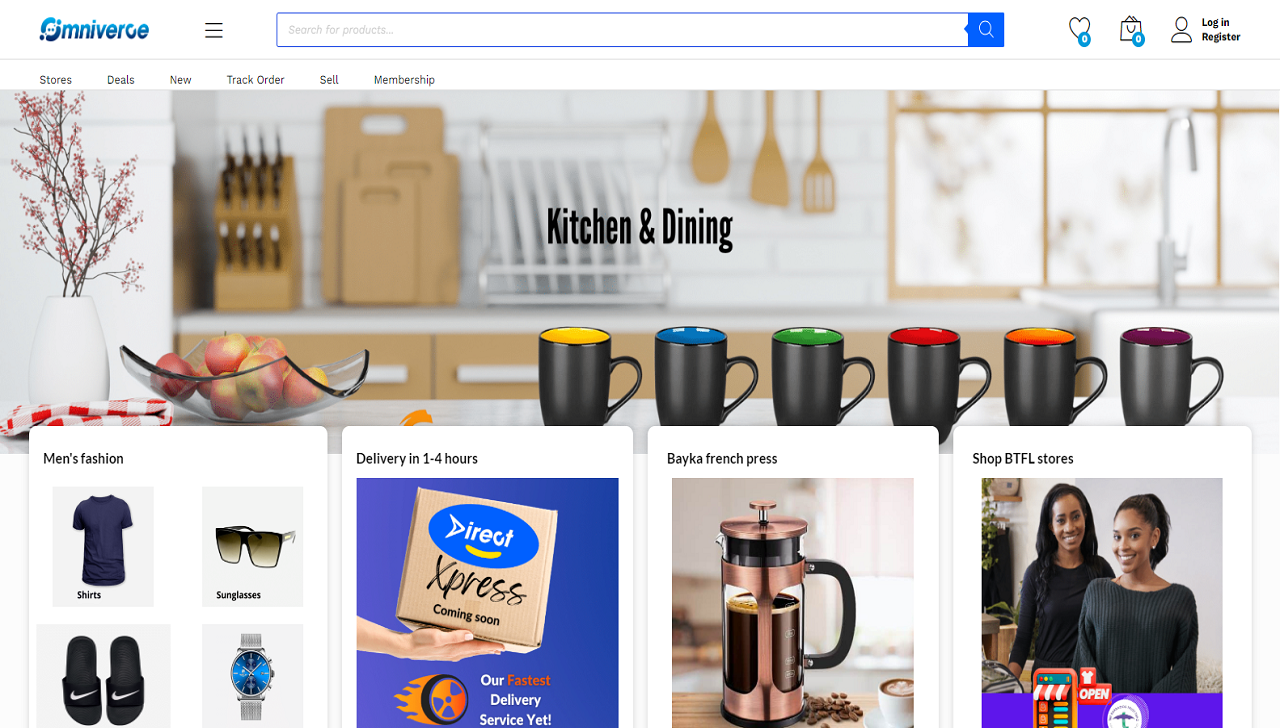 Omniverce
Search for products...
0
0
Log in
Register
Stores
Deals
New
Track Order
Sell
Membership
Kitchen & Dining
Men's fashion
Shirts
Sunglasses
Delivery in 1-4 hours
Direct
Xpress
Coming soon
Our Fastest
Delivery
Service Yet!
Bayka french press
Shop BTFL stores
OPEN